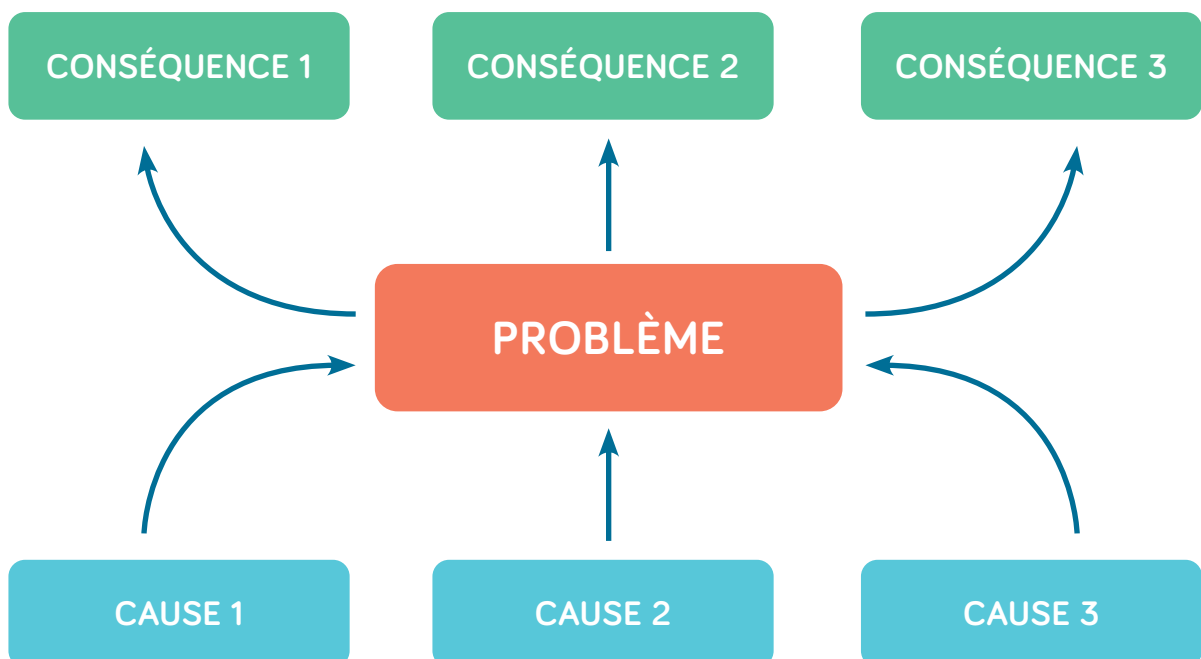 CONSÉQUENCE 1
CONSÉQUENCE 2
CONSÉQUENCE 3
PROBLÈME
CAUSE 1
CAUSE 2
CAUSE 3